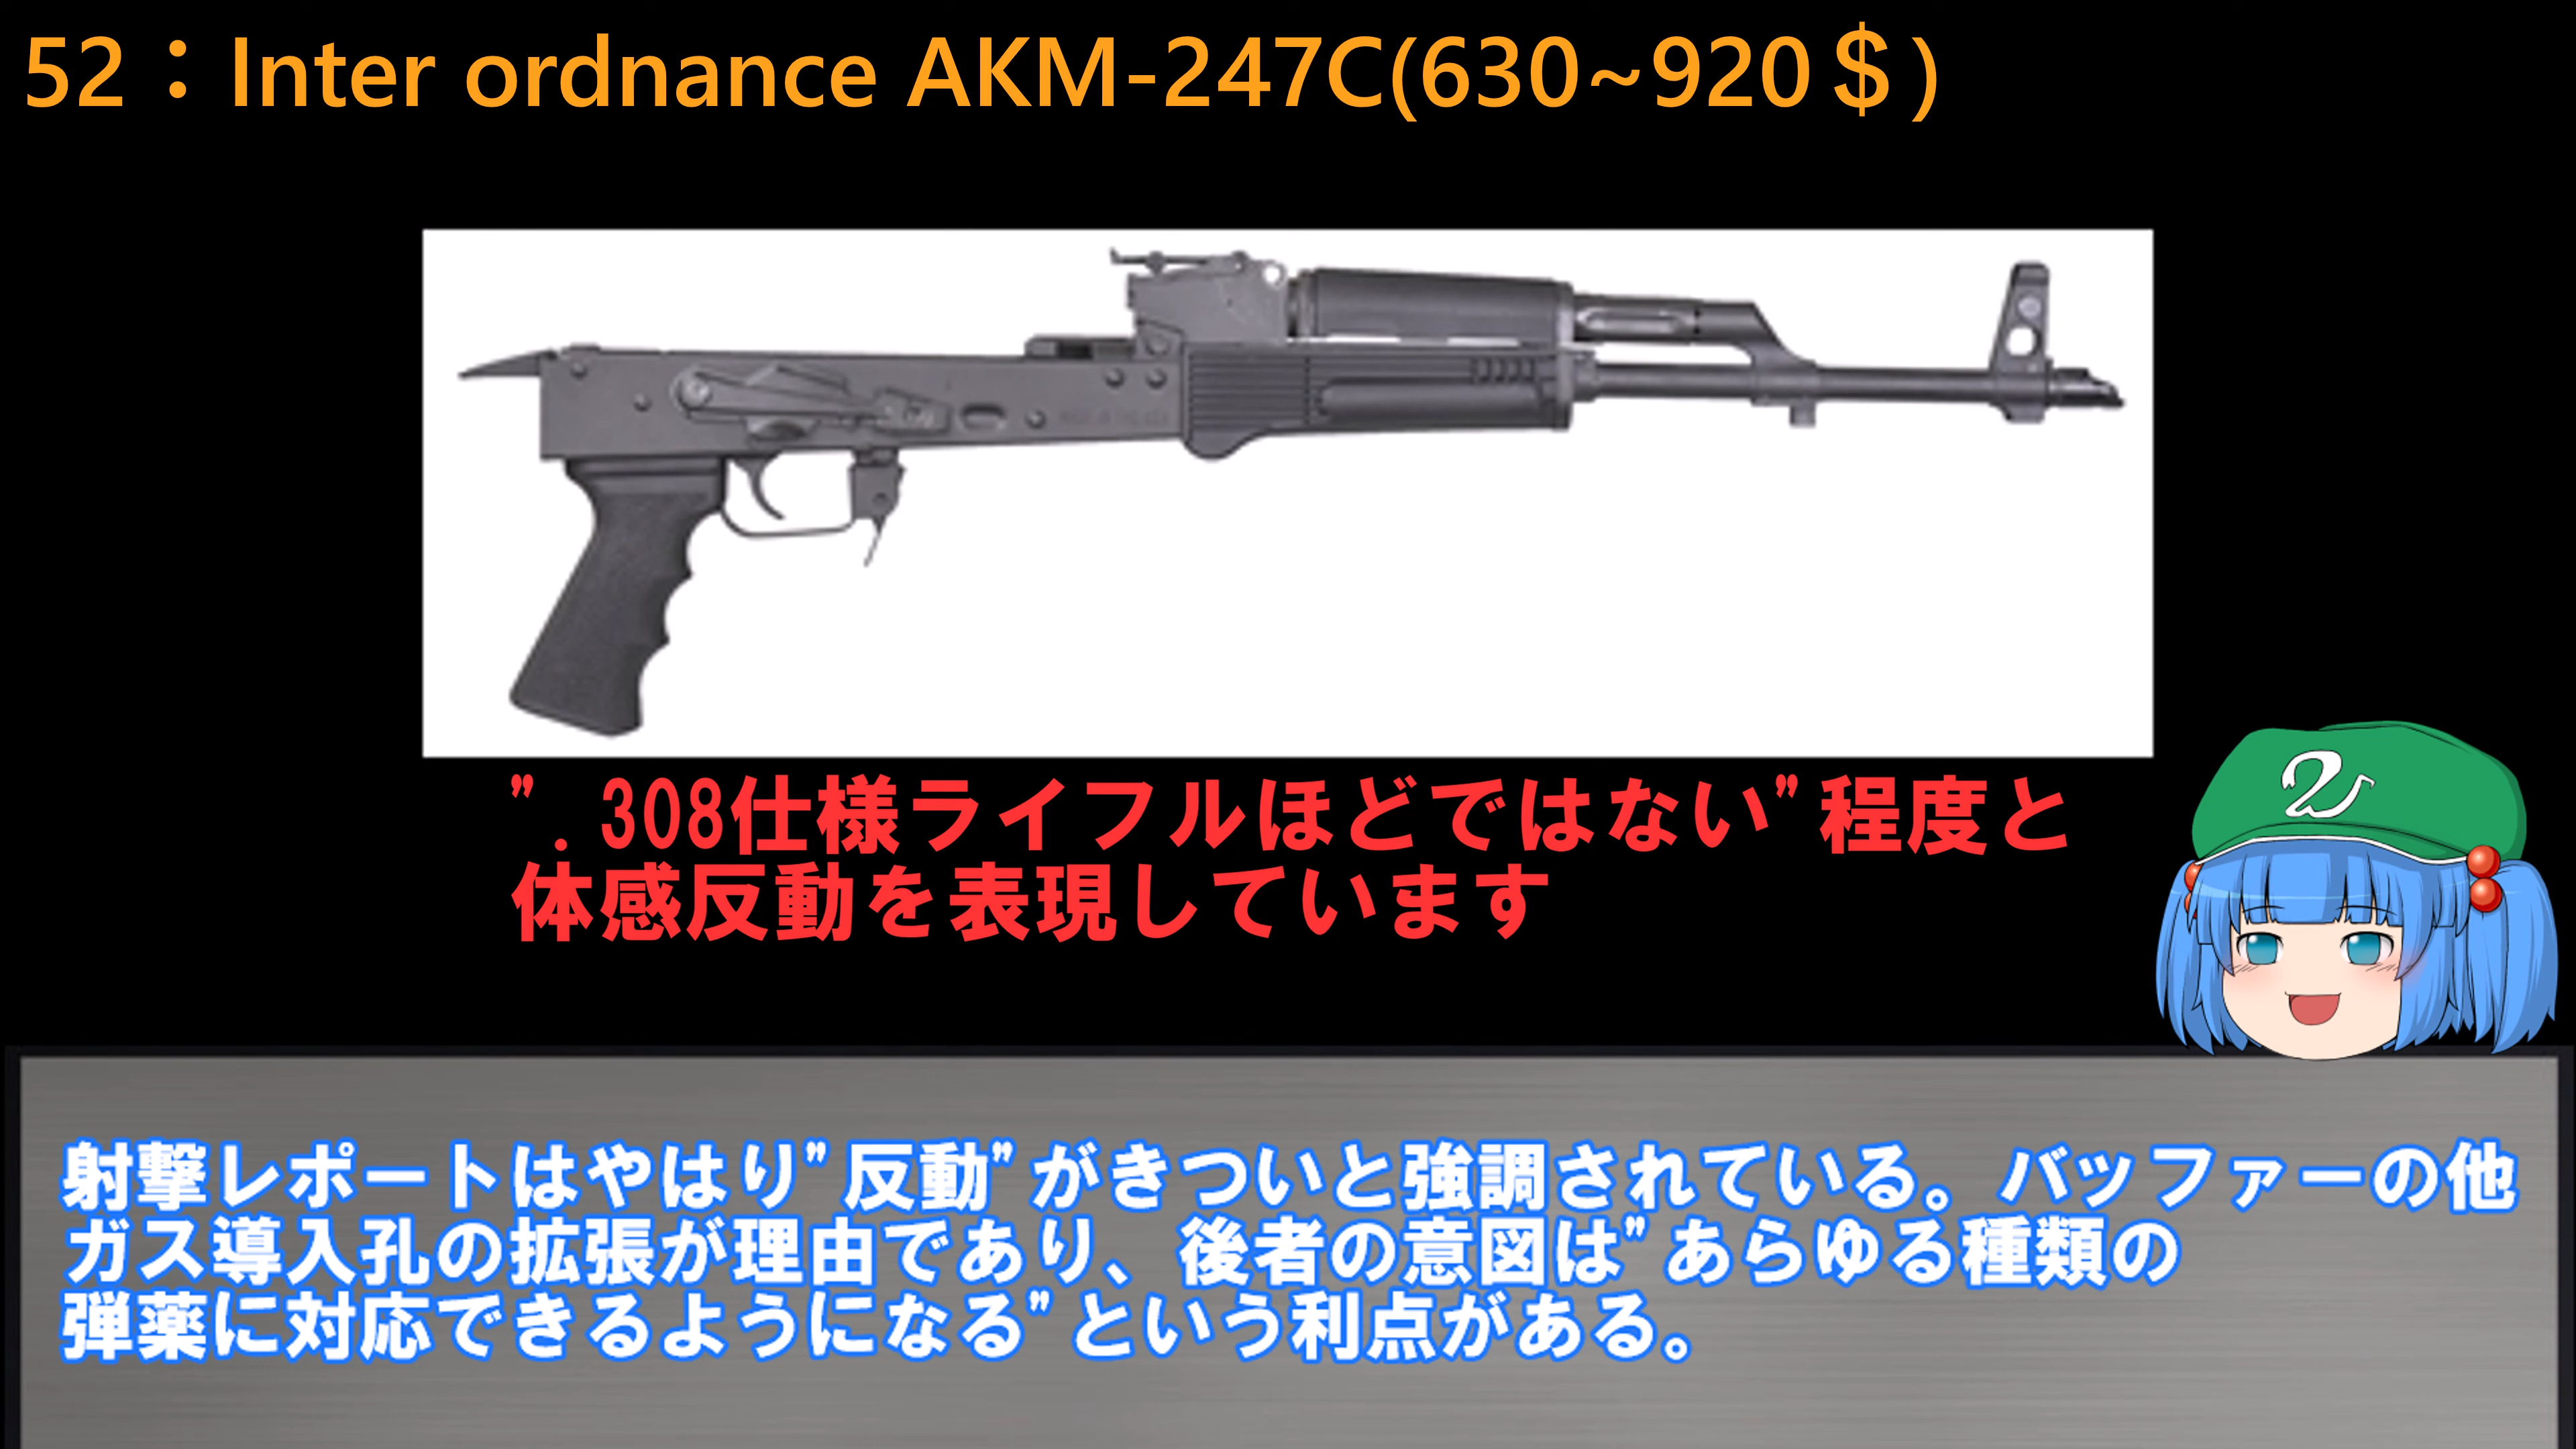 52：Inter ordnance AKM-247C(630~920＄)
".308仕様ライフルほどではない"程度と
体感反動を表現しています
射撃レポートはやはり"反動"がきついと強調されている。バッファーの他
ガス導入孔の拡張が理由であり、後者の意図は"あらゆる種類の
弾薬に対応できるようになる"という利点がある。